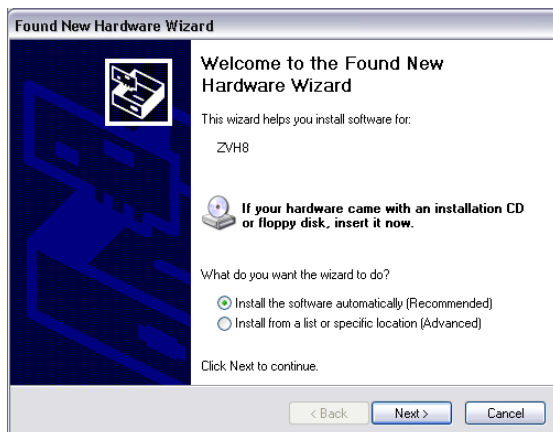 Found New Hardware Wizard
Welcome to the Found New
Hardware Wizard
This wizard helps you install software for:
ZVH8
If your hardware came with an installation CD
or floppy disk, insert it now.
What do you want the wizard to do?
Install the software automatically (Recommended)
Install from a list or specific location (Advanced)
Click Next to continue.
< Back
Next >
Cancel